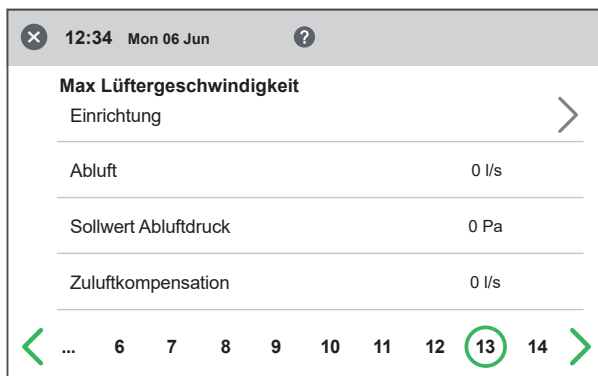 12:34 Mon 06 Jun ?
Max Lüftergeschwindigkeit
Einrichtung
Abluft 0 l/s
Sollwert Abluftdruck 0 Pa
Zuluftkompensation 0 l/s
... 6 7 8 9 10 11 12 13 14